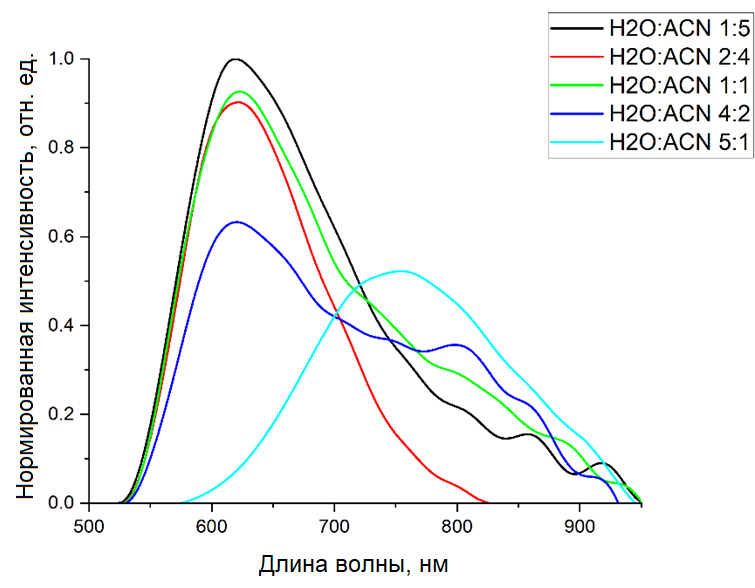 H2O:ACN 1:5
H2O:ACN 2:4
H2O:ACN 1:1
H2O:ACN 4:2
H2O:ACN 5:1
Нормированная интенсивность, отн. ед.
1.0
0.8
0.6
0.4
0.2
0.0
500 600 700 800 900
Длина волны, нм